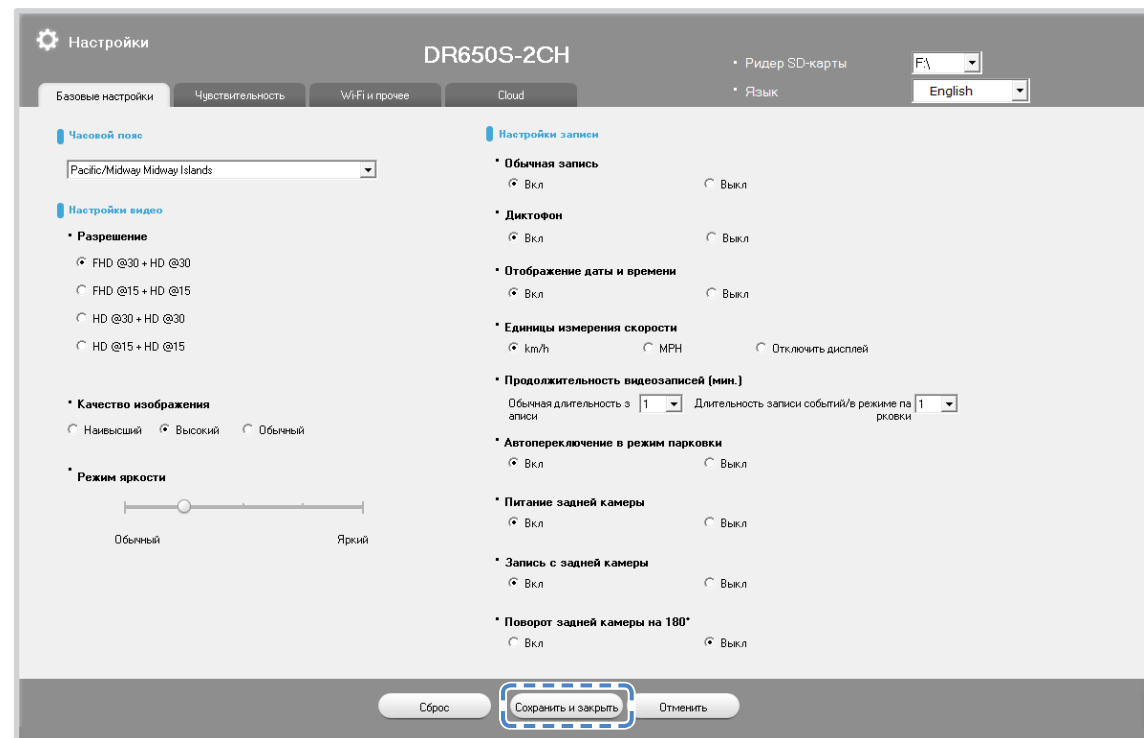 Настройки
DR650S-2CH
Ридер SD-карты F:\
Язык English
Базовые настройки Чувствительность Wi-Fi и прочее Cloud
Часовой пояс
Pacific/Midway Midway Islands
Настройки видео
Разрешение
FHD @30 + HD @30
FHD @15 + HD @15
HD @30 + HD @30
HD @15 + HD @15
Качество изображения
Наивысший Высокий Обычный
Режим яркости
Обычный Яркий
Настройки записи
Обычная запись
Вкл Выкл
Диктофон
Вкл Выкл
Отображение даты и времени
Вкл Выкл
Единицы измерения скорости
km/h MPH Отключить дисплей
Продолжительность видеозаписей (мин.)
Обычная длительность з 1 Длительность записи событий/в режиме па 1
аписи рковки
Автопереключение в режим парковки
Вкл Выкл
Питание задней камеры
Вкл Выкл
Запись с задней камеры
Вкл Выкл
Поворот задней камеры на 180°
Вкл Выкл
Сброс Сохранить и закрыть Отменить